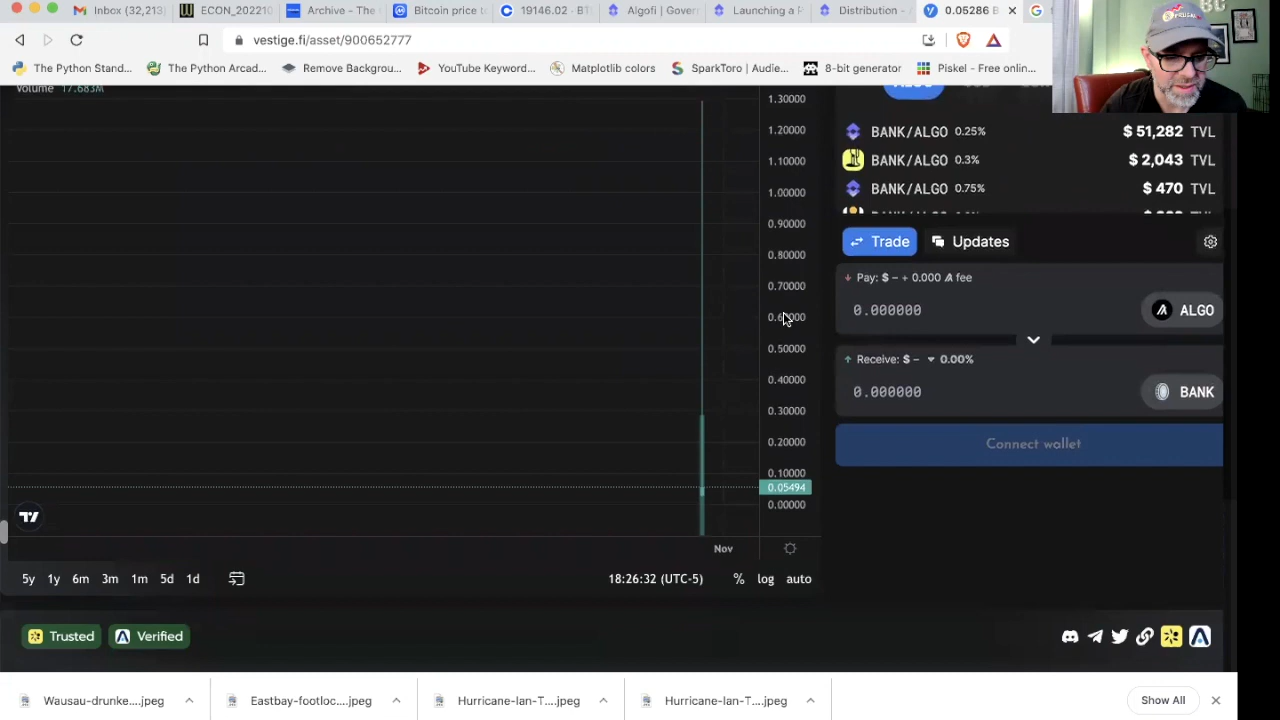 Inbox (32,213)
ECON_202210
Archive – The
Bitcoin price to
19146.02 · BT
Algofi | Gover
Launching a P
Distribution –
0.05286 B
vestige.fi/asset/900652777
The Python Stand...
The Python Arcad...
Remove Backgrou...
YouTube Keyword...
Matplotlib colors
SparkToro | Audie...
8-bit generator
Piskel - Free onlin...
Volume 17.683M
1.30000
1.20000
1.10000
1.00000
0.90000
0.80000
0.70000
0.50000
0.40000
0.30000
0.20000
0.10000
0.05494
0.00000
Nov
5y 1y 6m 3m 1m 5d 1d
18:26:32 (UTC-5) % log auto
BANK/ALGO 0.25% $ 51,282 TVL
BANK/ALGO 0.3% $ 2,043 TVL
BANK/ALGO 0.75% $ 470 TVL
Trade Updates
Pay: $ – + 0.000 fee
0.000000 ALGO
Receive: $ – 0.00%
0.000000 BANK
Connect wallet
Trusted Verified
Wausau-drunke....jpeg
Eastbay-footloc....jpeg
Hurricane-Ian-T....jpeg
Hurricane-Ian-T....jpeg
Show All